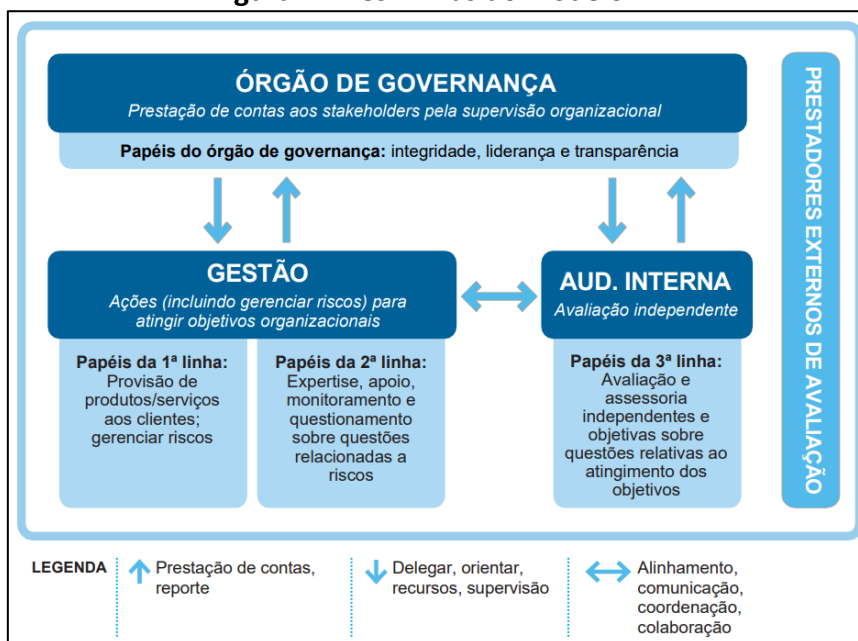 ÓRGÃO DE GOVERNANÇA
Prestação de contas aos stakeholders pela supervisão organizacional
Papéis do órgão de governança: integridade, liderança e transparência
GESTÃO
Ações (incluindo gerenciar riscos) para
atingir objetivos organizacionais
Papéis da 1ª linha:
Provisão de
produtos/serviços
aos clientes;
gerenciar riscos
Papéis da 2ª linha:
Expertise, apoio,
monitoramento e
questionamento
sobre questões
relacionadas a
riscos
AUD. INTERNA
Avaliação independente
Papéis da 3ª linha:
Avaliação e
assessoria
independentes e
objetivas sobre
questões relativas ao
atingimento dos
objetivos
PRESTADORES EXTERNOS DE AVALIAÇÃO
LEGENDA
Prestação de contas,
reporte
Delegar, orientar,
recursos, supervisão
Alinhamento,
comunicação,
coordenação,
colaboração